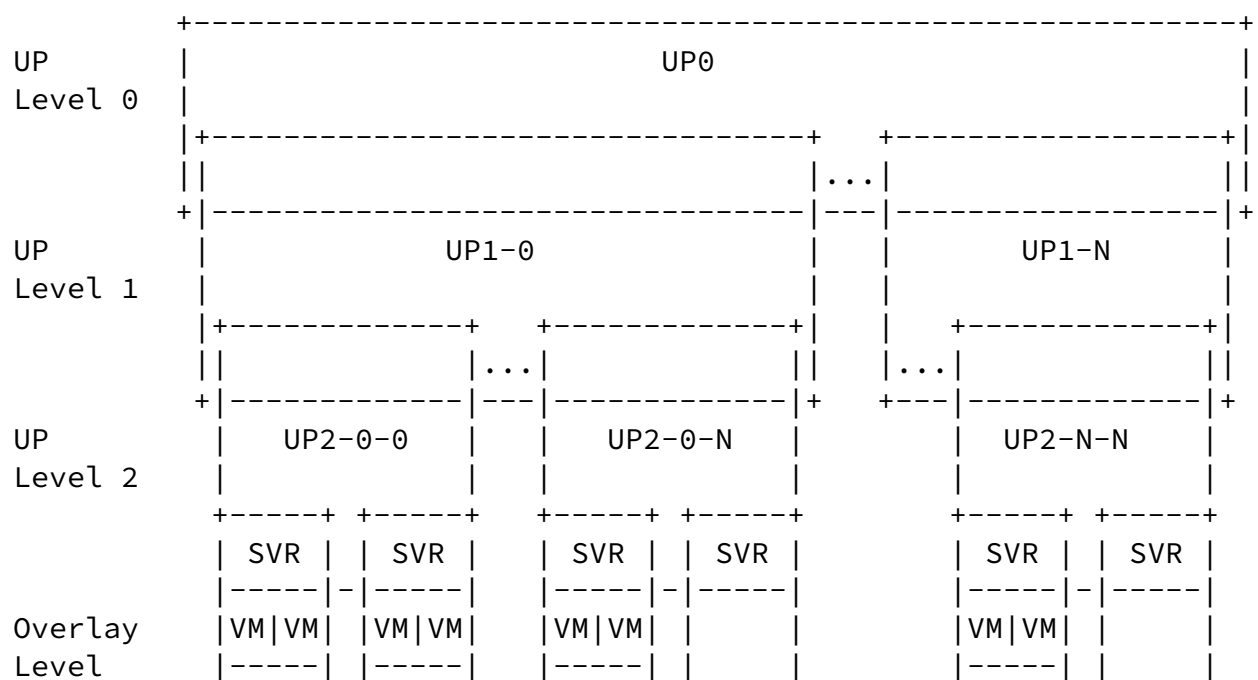 +----------------------------------------------------------+
UP         |                          UP0                             |
Level 0    |                                                          |
           |+---------------------------------+   +------------------+|
           ||                                 |...|                  ||
           +|---------------------------------|---|------------------|+
UP          |             UP1-0               |   |       UP1-N      |
Level 1     |                                 |   |                  |
            |+-------------+   +-------------+|   |   +-------------+|
            ||             |...|             ||   |...|             ||
            +|-------------|---|-------------|+   +---|-------------|+
UP           |   UP2-0-0   |   |   UP2-0-N   |        |  UP2-N-N    |
Level 2      |             |   |             |        |             |
             +-----+ +-----+   +-----+ +-----+        +-----+ +-----+
             | SVR | | SVR |   | SVR | | SVR |        | SVR | | SVR |
             |-----|-|-----|   |-----|-|-----|        |-----|-|-----|
Overlay      |VM|VM| |VM|VM|   |VM|VM| |     |        |VM|VM| |     |
Level        |-----| |-----|   |-----| |     |        |-----| |     |